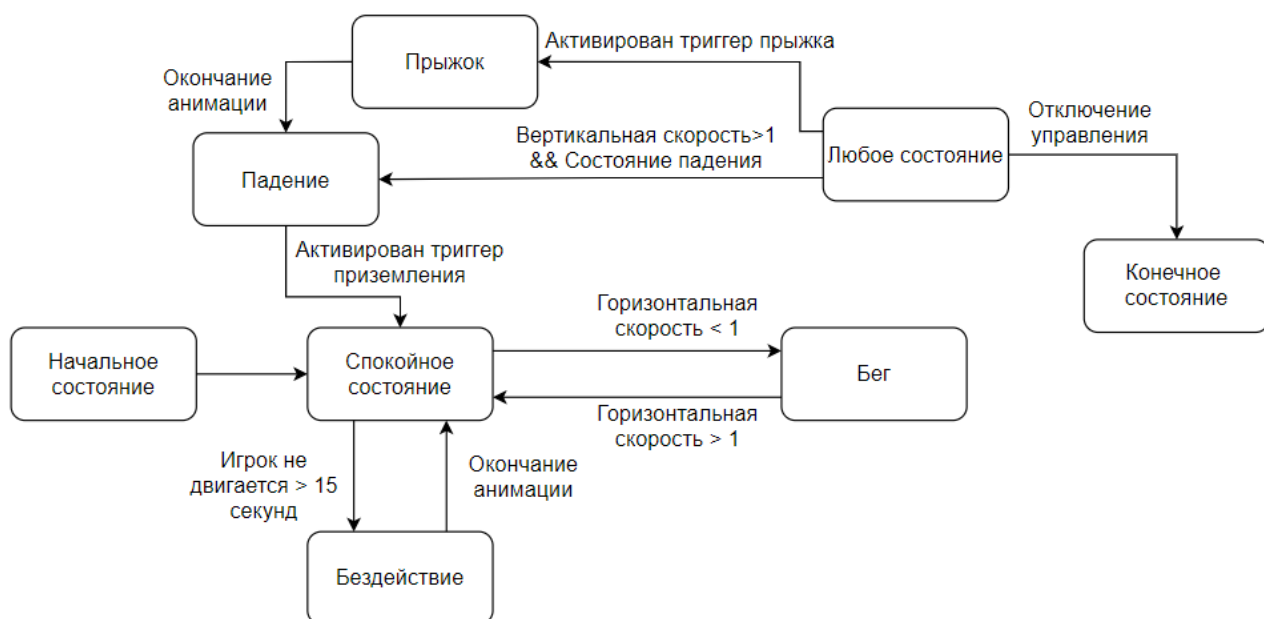 Активирован триггер прыжка
Прыжок
Окончание
анимации
Отключение
управления
Вертикальная скорость>1
&& Состояние падения
Любое состояние
Падение
Активирован триггер
приземления
Конечное
состояние
Горизонтальная
скорость < 1
Начальное
состояние
Спокойное
состояние
Бег
Горизонтальная
скорость > 1
Игрок не
двигается > 15
секунд
Окончание
анимации
Бездействие